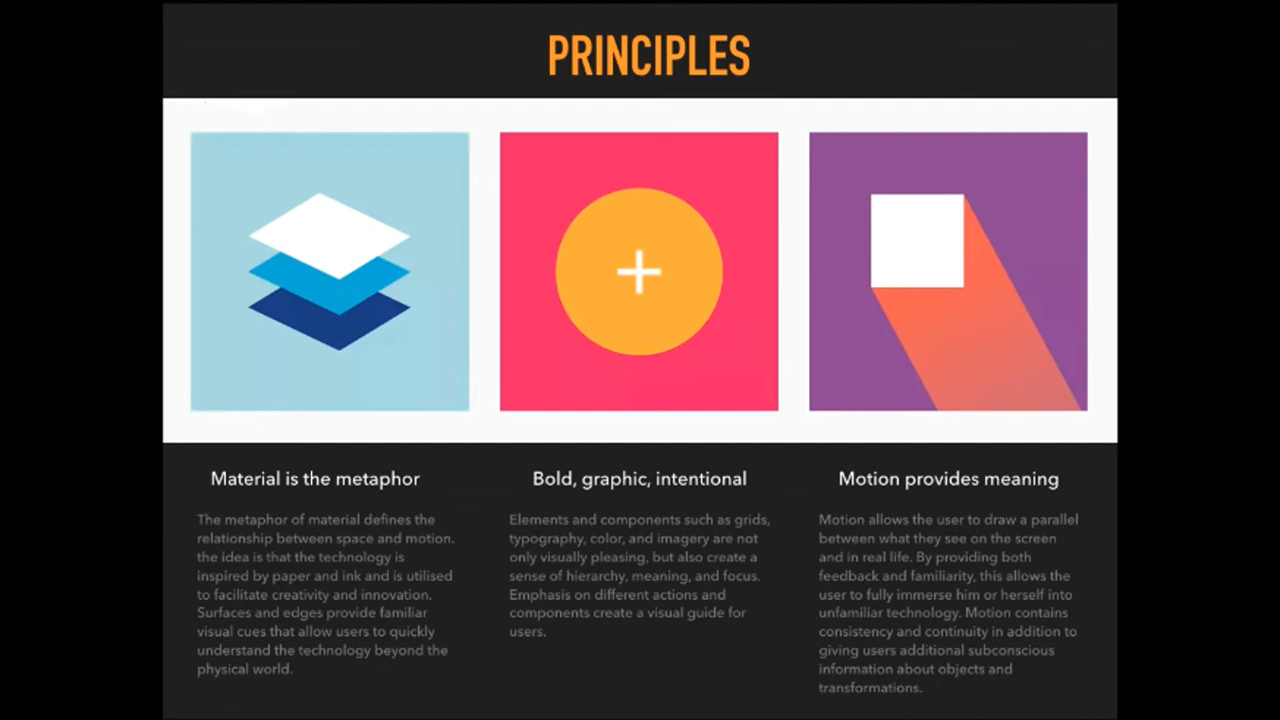 PRINCIPLES
Material is the metaphor
The metaphor of material defines the
relationship between space and motion.
the idea is that the technology is
inspired by paper and ink and is utilised
to facilitate creativity and innovation.
Surfaces and edges provide familiar
visual cues that allow users to quickly
understand the technology beyond the
physical world.
Bold, graphic, intentional
Elements and components such as grids,
typography, color, and imagery are not
only visually pleasing, but also create a
sense of hierarchy, meaning, and focus.
Emphasis on different actions and
components create a visual guide for
users.
Motion provides meaning
Motion allows the user to draw a parallel
between what they see on the screen
and in real life. By providing both
feedback and familiarity, this allows the
user to fully immerse him or herself into
unfamiliar technology. Motion contains
consistency and continuity in addition to
giving users additional subconscious
information about objects and
transformations.